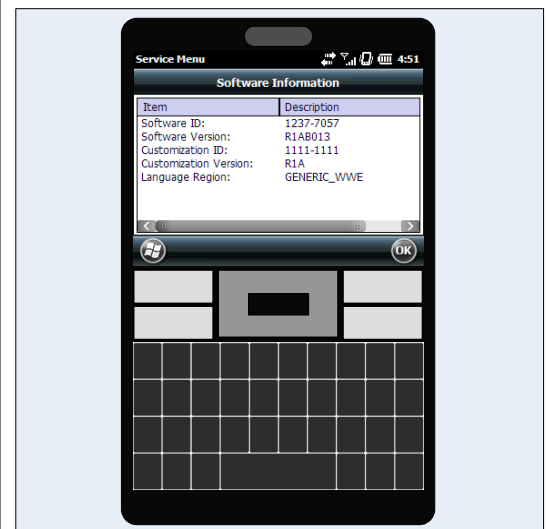 Service Menu 4:51
Software Information
Item Description
Software ID: 1237-7057
Software Version: R1AB013
Customization ID: 1111-1111
Customization Version: R1A
Language Region: GENERIC_WWE
OK